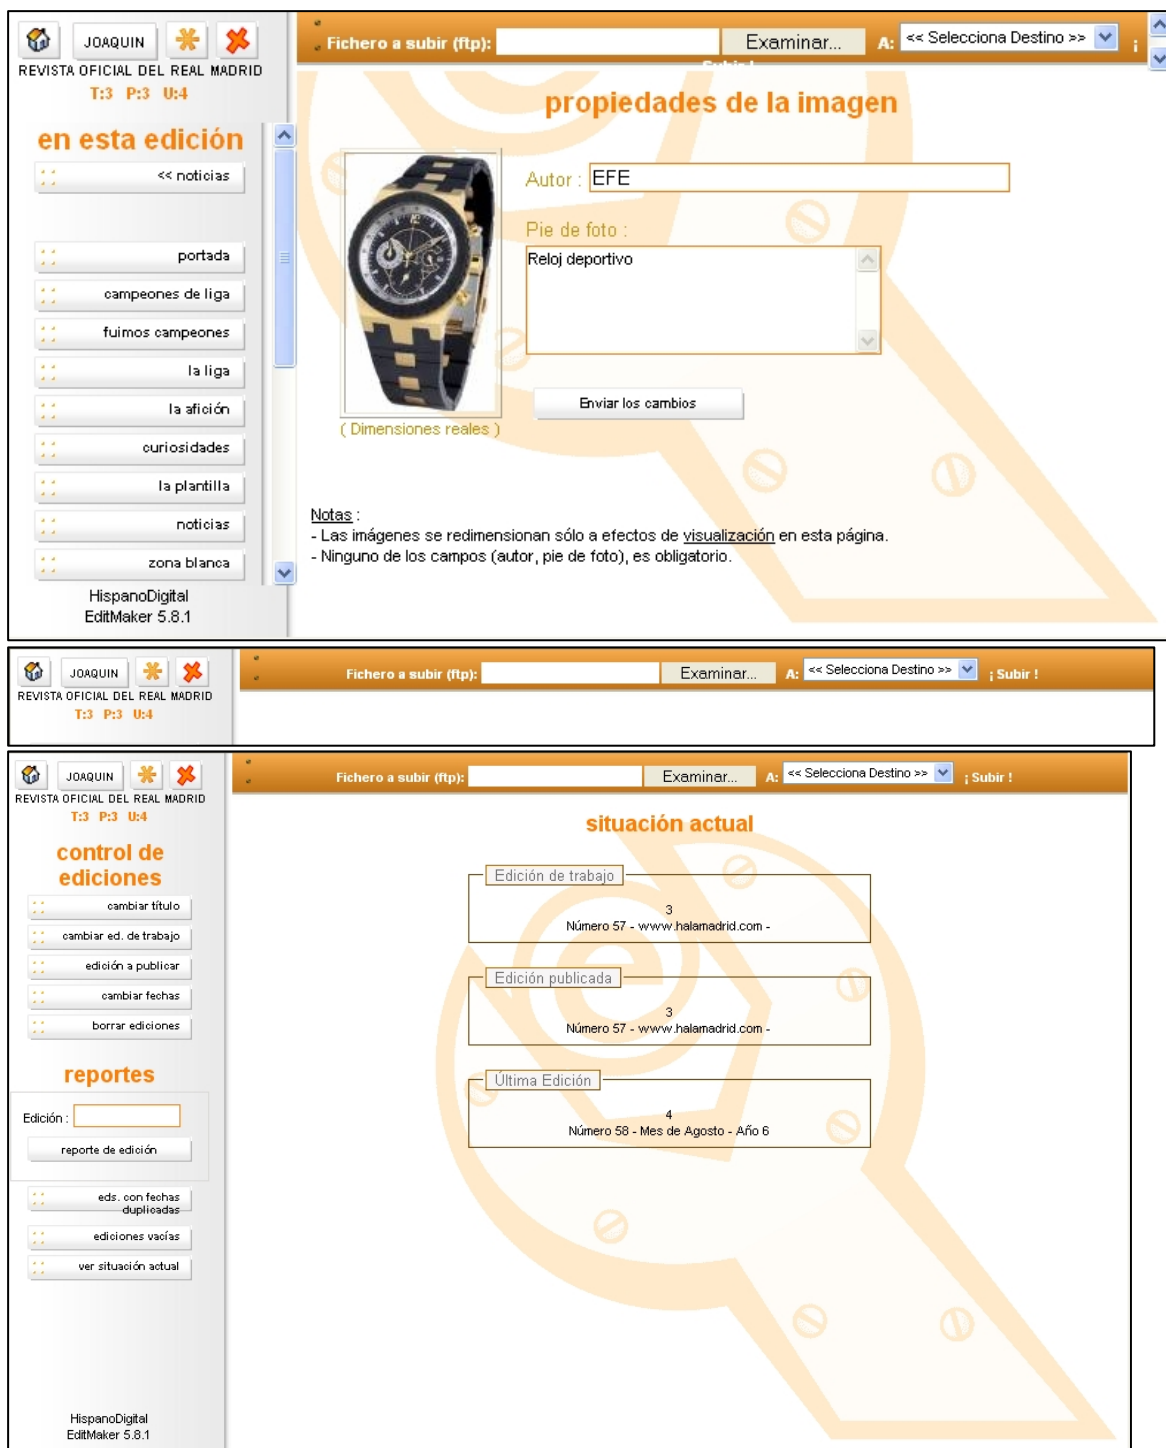 JOAQUIN
REVISTA OFICIAL DEL REAL MADRID
T:3 P:3 U:4
Fichero a subir (ftp): Examinar... A: << Selecciona Destino >> ¡
Subir !
en esta edición
<< noticias
portada
campeones de liga
fuimos campeones
la liga
la afición
curiosidades
la plantilla
noticias
zona blanca
HispanoDigital
EditMaker 5.8.1
propiedades de la imagen
Autor : EFE
Pie de foto :
Reloj deportivo
Enviar los cambios
( Dimensiones reales )
Notas :
- Las imágenes se redimensionan sólo a efectos de visualización en esta página.
- Ninguno de los campos (autor, pie de foto), es obligatorio.
JOAQUIN
REVISTA OFICIAL DEL REAL MADRID
T:3 P:3 U:4
Fichero a subir (ftp): Examinar... A: << Selecciona Destino >> ¡ Subir !
JOAQUIN
REVISTA OFICIAL DEL REAL MADRID
T:3 P:3 U:4
Fichero a subir (ftp): Examinar... A: << Selecciona Destino >> ¡ Subir !
control de
ediciones
cambiar título
cambiar ed. de trabajo
edición a publicar
cambiar fechas
borrar ediciones
reportes
Edición :
reporte de edición
eds. con fechas
duplicadas
ediciones vacías
ver situación actual
HispanoDigital
EditMaker 5.8.1
situación actual
Edición de trabajo
3
Número 57 - www.halamadrid.com -
Edición publicada
3
Número 57 - www.halamadrid.com -
Última Edición
4
Número 58 - Mes de Agosto - Año 6